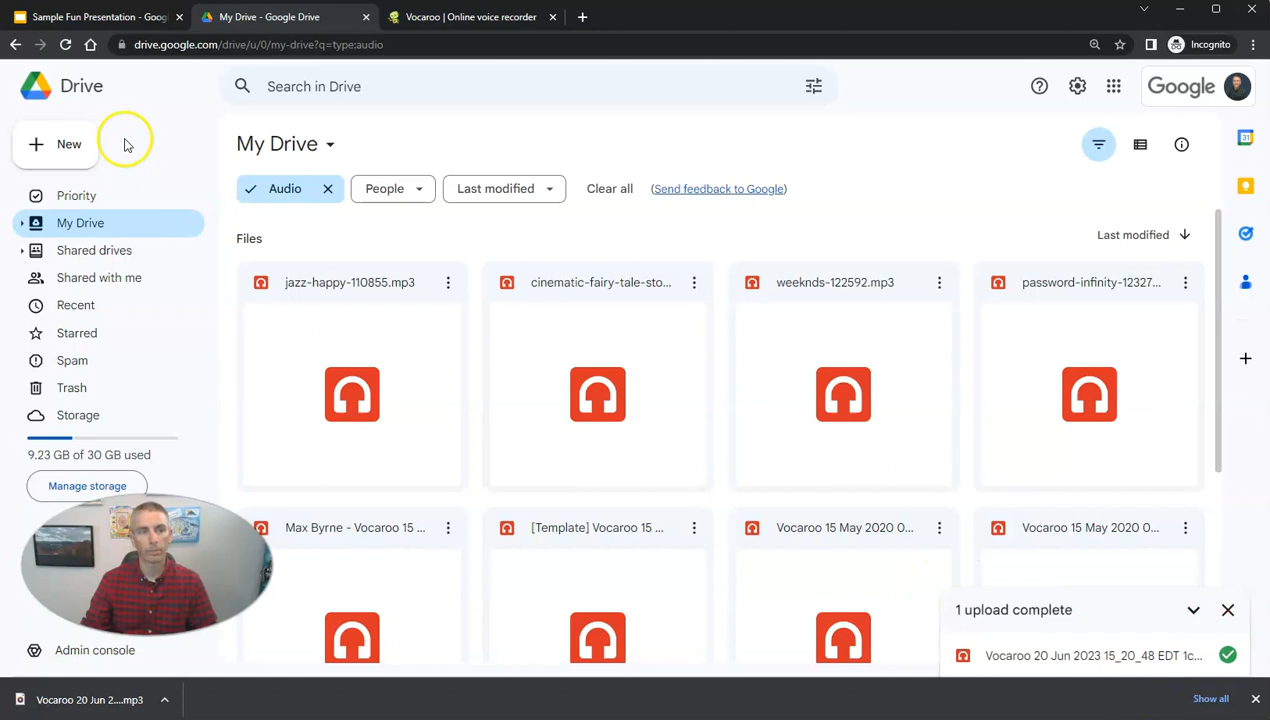 Sample Fun Presentation - Goog
My Drive - Google Drive
Vocaroo | Online voice recorder
drive.google.com/drive/u/0/my-drive?q=type:audio
Incognito
Drive
Search in Drive
Google
New
My Drive
Audio
People
Last modified
Clear all
(Send feedback to Google)
Priority
My Drive
Shared drives
Shared with me
Recent
Starred
Spam
Trash
Storage
9.23 GB of 30 GB used
Manage storage
Admin console
Files
Last modified
jazz-happy-110855.mp3
cinematic-fairy-tale-sto...
weeknds-122592.mp3
password-infinity-12327...
Max Byrne - Vocaroo 15 ...
[Template] Vocaroo 15 ...
Vocaroo 15 May 2020 0...
Vocaroo 15 May 2020 0...
1 upload complete
Vocaroo 20 Jun 2023 15_20_48 EDT 1c...
31
Vocaroo 20 Jun 2....mp3
Show all